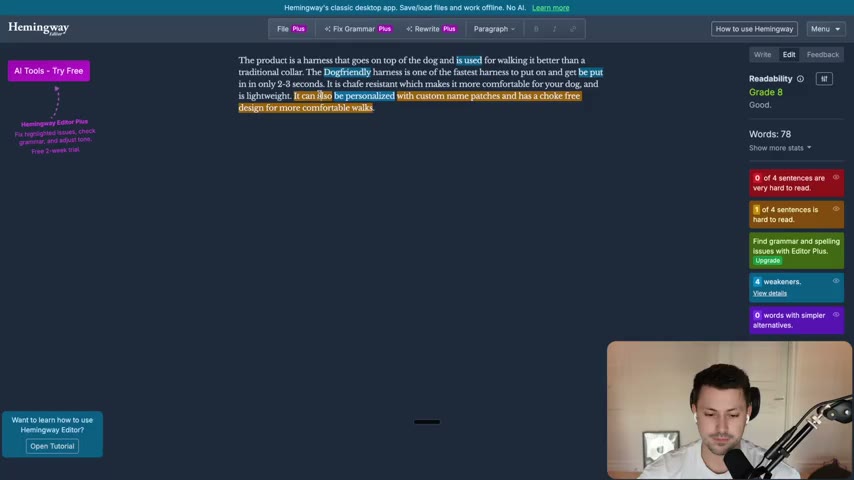 Hemingway's classic desktop app. Save/load files and work offline. No AI. Learn more
Hemingway
Editor
File Plus
Fix Grammar Plus
Rewrite Plus
Paragraph
B
I
How to use Hemingway
Menu
AI Tools - Try Free
Hemingway Editor Plus
Fix highlighted issues, check
grammar, and adjust tone.
Free 2-week trial.
The product is a harness that goes on top of the dog and is used for walking it better than a
traditional collar. The Dogfriendly harness is one of the fastest harness to put on and get be put
in in only 2-3 seconds. It is chafe resistant which makes it more comfortable for your dog, and
is lightweight. It can also be personalized with custom name patches and has a choke free
design for more comfortable walks.
Write
Edit
Feedback
Readability
Grade 8
Good.
Words: 78
Show more stats
0 of 4 sentences are
very hard to read.
1 of 4 sentences is
hard to read.
Find grammar and spelling
issues with Editor Plus.
Upgrade
4 weakeners.
View details
0 words with simpler
alternatives.
Want to learn how to use
Hemingway Editor?
Open Tutorial